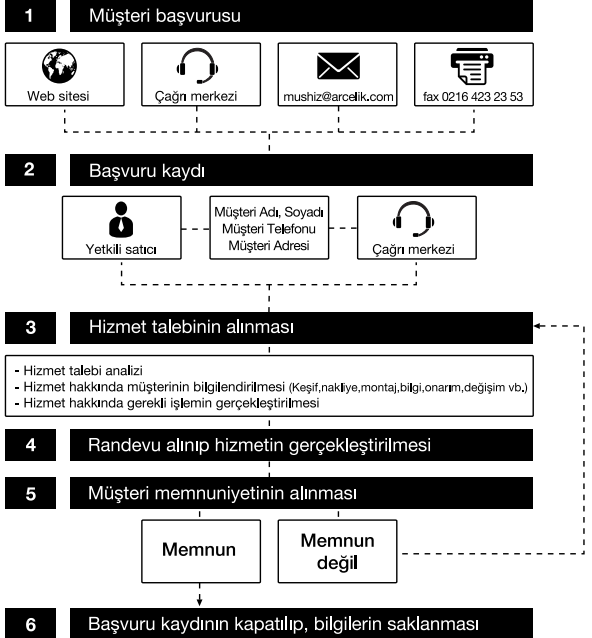 1 Müşteri başvurusu
Web sitesi
Çağrı merkezi
mushiz@arcelik.com
fax 0216 423 23 53
2 Başvuru kaydı
Yetkili satıcı
Müşteri Adı, Soyadı
Müşteri Telefonu
Müşteri Adresi
Çağrı merkezi
3 Hizmet talebinin alınması
- Hizmet talebi analizi
- Hizmet hakkında müşterinin bilgilendirilmesi (Keşif,nakliye,montaj,bilgi,onarım,değişim vb.)
- Hizmet hakkında gerekli işlemin gerçekleştirilmesi
4 Randevu alınıp hizmetin gerçekleştirilmesi
5 Müşteri memnuniyetinin alınması
Memnun
Memnun
değil
6 Başvuru kaydının kapatılıp, bilgilerin saklanması